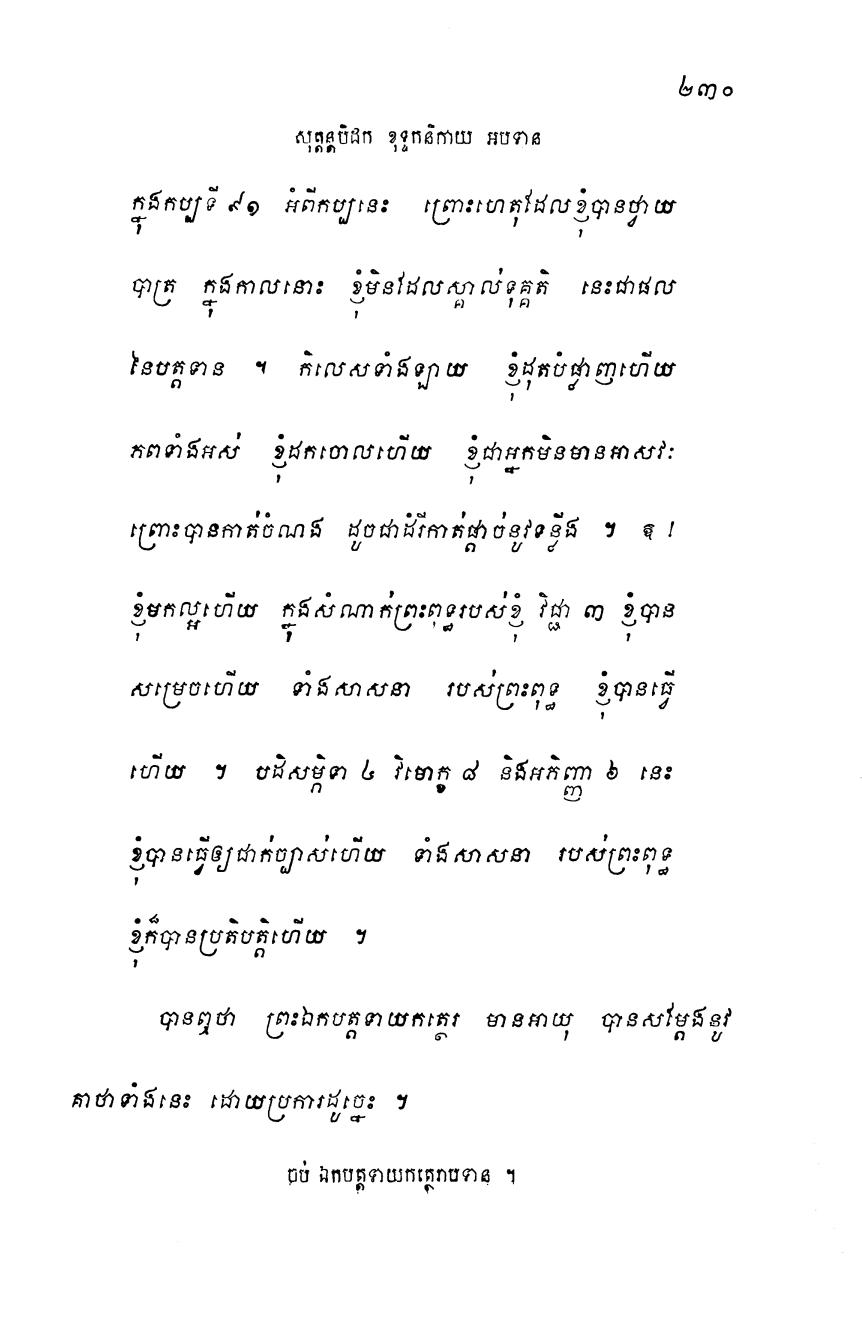 ២៣០
សុត្តន្តបិដក ខុទ្ទកនិកាយ អបទាន
ក្នុងកប្បទី ៩១ អំពីកប្បនេះ ព្រោះហេតុដែលខ្ញុំបានថ្វាយ
បាត្រ ក្នុងកាលនោះ ខ្ញុំមិនដែលស្គាល់ទុគ្គតិ នេះជាផល
នៃបត្តទាន ។ កិលេសទាំងឡាយ ខ្ញុំដុតបំផ្លាញហើយ
ភពទាំងអស់ ខ្ញុំដកចោលហើយ ខ្ញុំជាអ្នកមិនមានអាសវៈ
ព្រោះបានកាត់ចំណង ដូចជាដំរីកាត់ផ្តាច់នូវទន្លីង ។ ឱ !
ខ្ញុំមកល្អហើយ ក្នុងសំណាក់ព្រះពុទ្ធរបស់ខ្ញុំ វិជ្ជា ៣ ខ្ញុំបាន
សម្រេចហើយ ទាំងសាសនា របស់ព្រះពុទ្ធ ខ្ញុំបានធ្វើ
ហើយ ។ បដិសម្ភិទា ៤ វិមោក្ខ ៨ និងអភិញ្ញា ៦ នេះ
ខ្ញុំបានធ្វើឲ្យជាក់ច្បាស់ហើយ ទាំងសាសនា របស់ព្រះពុទ្ធ
ខ្ញុំក៏បានប្រតិបត្តិហើយ ។
បានឮថា ព្រះឯកបត្តទាយកត្ថេរ មានអាយុ បានសម្តែងនូវ
គាថាទាំងនេះ ដោយប្រការដូច្នេះ ។
ចប់ ឯកបត្តទាយកត្ថេរាបទាន ។